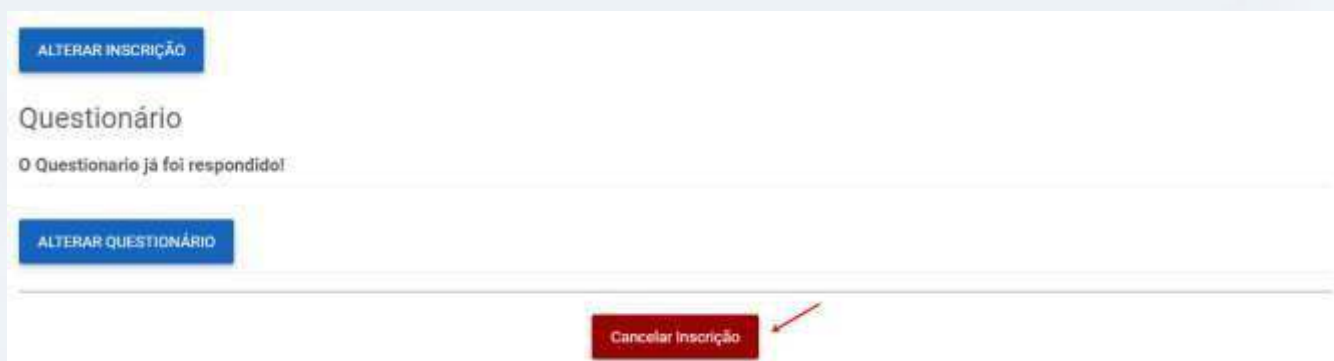 ALTERAR INSCRIÇÃO
Questionário
O Questionario já foi respondido!
ALTERAR QUESTIONÁRIO
Cancelar Inscrição